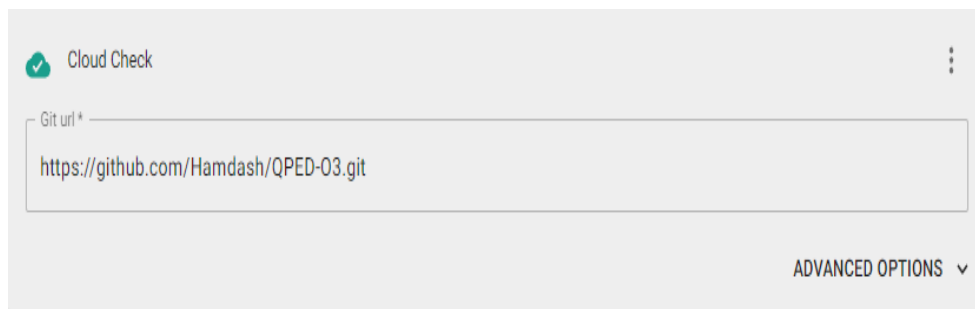 Cloud Check
Git url *
https://github.com/Hamdash/QPED-O3.git
ADVANCED OPTIONS